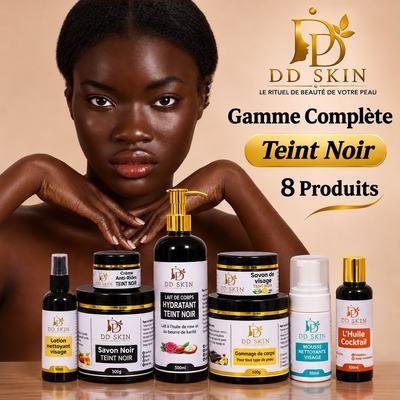 DD SKIN
LE RITUEL DE BEAUTÉ DE VOTRE PEAU
Gamme Complète
Teint Noir
8 Produits
DD SKIN
Lotion
nettoyant
visage
Crème
Anti-Rides
TEINT NOIR
DD SKIN
Savon Noir
TEINT NOIR
500g
DD SKIN
LAIT DE CORPS
HYDRATANT
TEINT NOIR
Lait à l'huile de rose et
au beurre de karité
500ml
Savon de
visage
TEINT NOIR
DD SKIN
Gommage de corps
Pour tout type de peau
500g
DD SKIN
MOUSSE
NETTOYANTE
VISAGE
DD SKIN
L'Huile
Cocktail